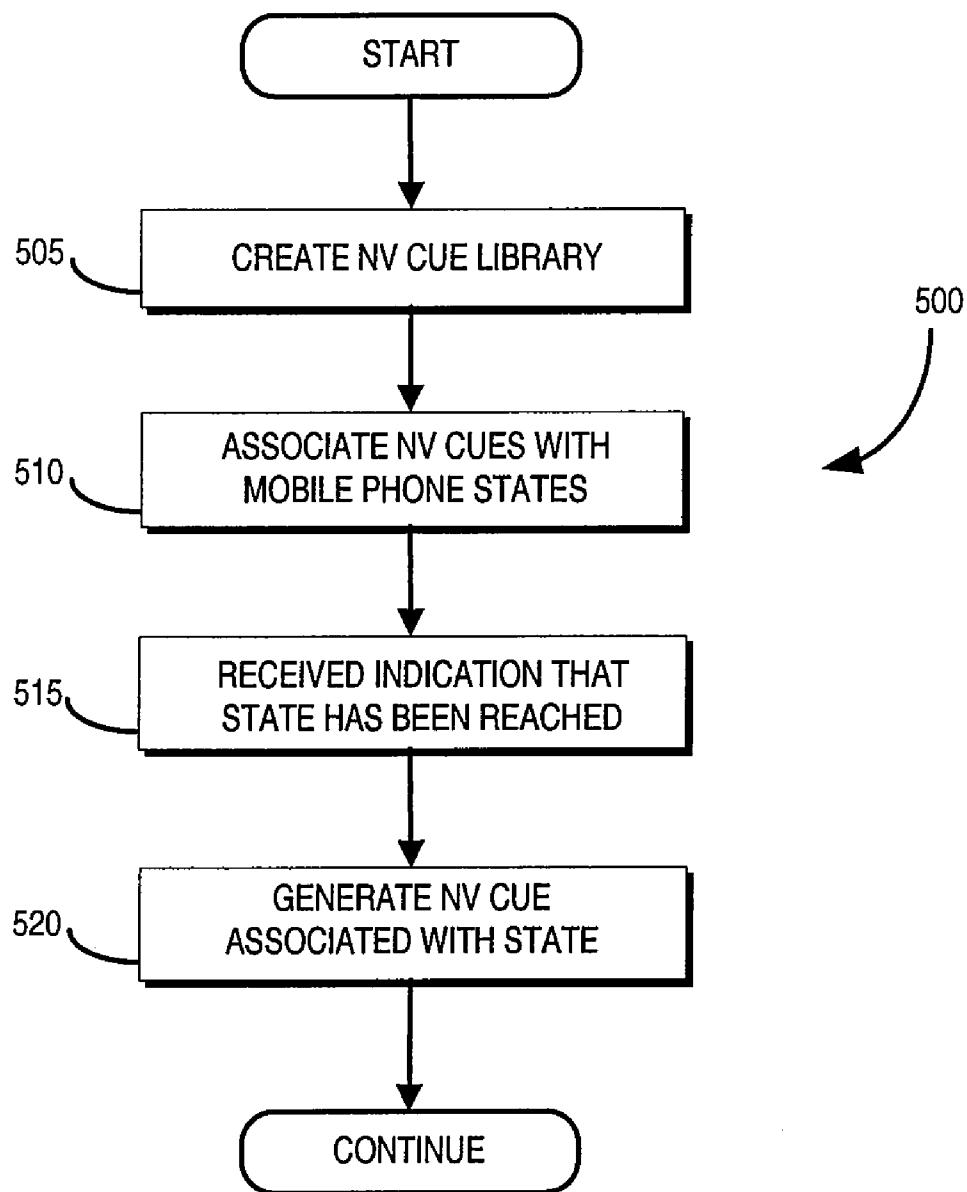 START
505
CREATE NV CUE LIBRARY
500
510
ASSOCIATE NV CUES WITH
MOBILE PHONE STATES
515
RECEIVED INDICATION THAT
STATE HAS BEEN REACHED
520
GENERATE NV CUE
ASSOCIATED WITH STATE
CONTINUE